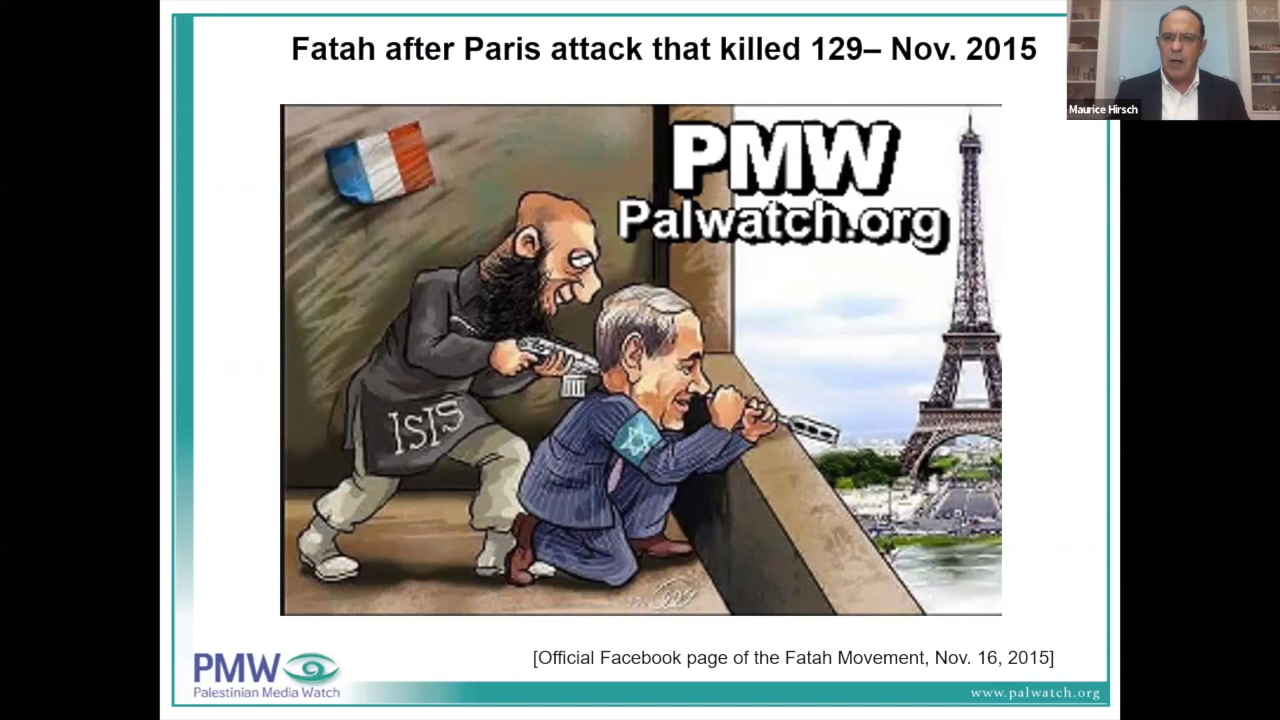 Fatah after Paris attack that killed 129– Nov. 2015
Maurice Hirsch
PMW
Palwatch.org
ISIS
[Official Facebook page of the Fatah Movement, Nov. 16, 2015]
PMW
Palestinian Media Watch
www.palwatch.org